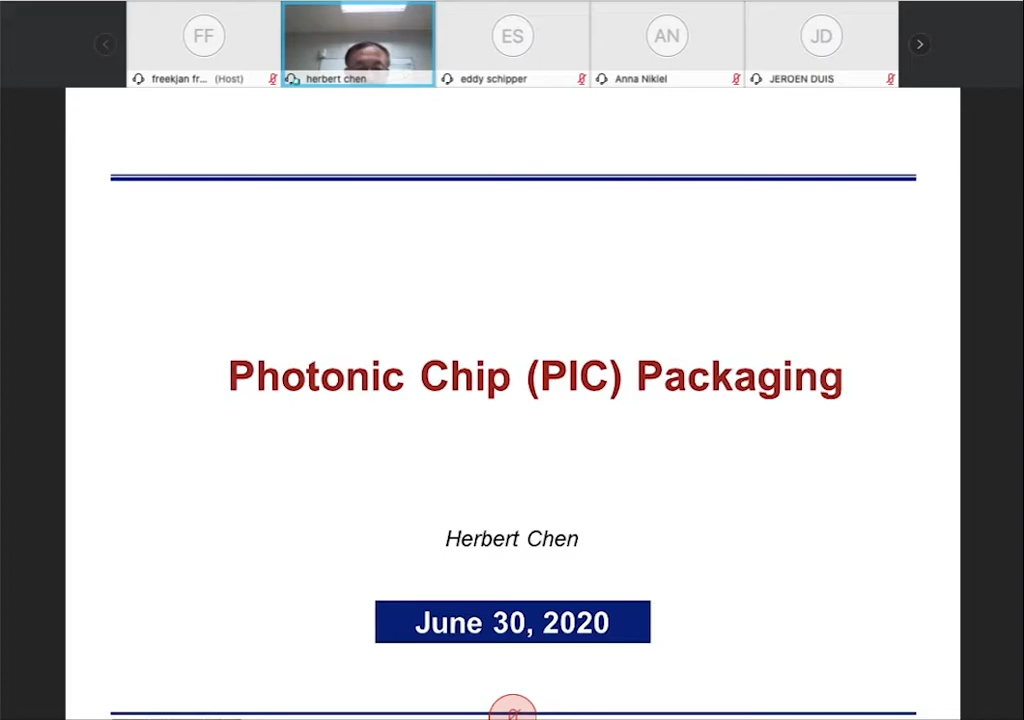 FF
ES
AN
JD
freekjan fr... (Host)
herbert chen
eddy schipper
Anna Nikiel
JEROEN DUIS
Photonic Chip (PIC) Packaging
Herbert Chen
June 30, 2020